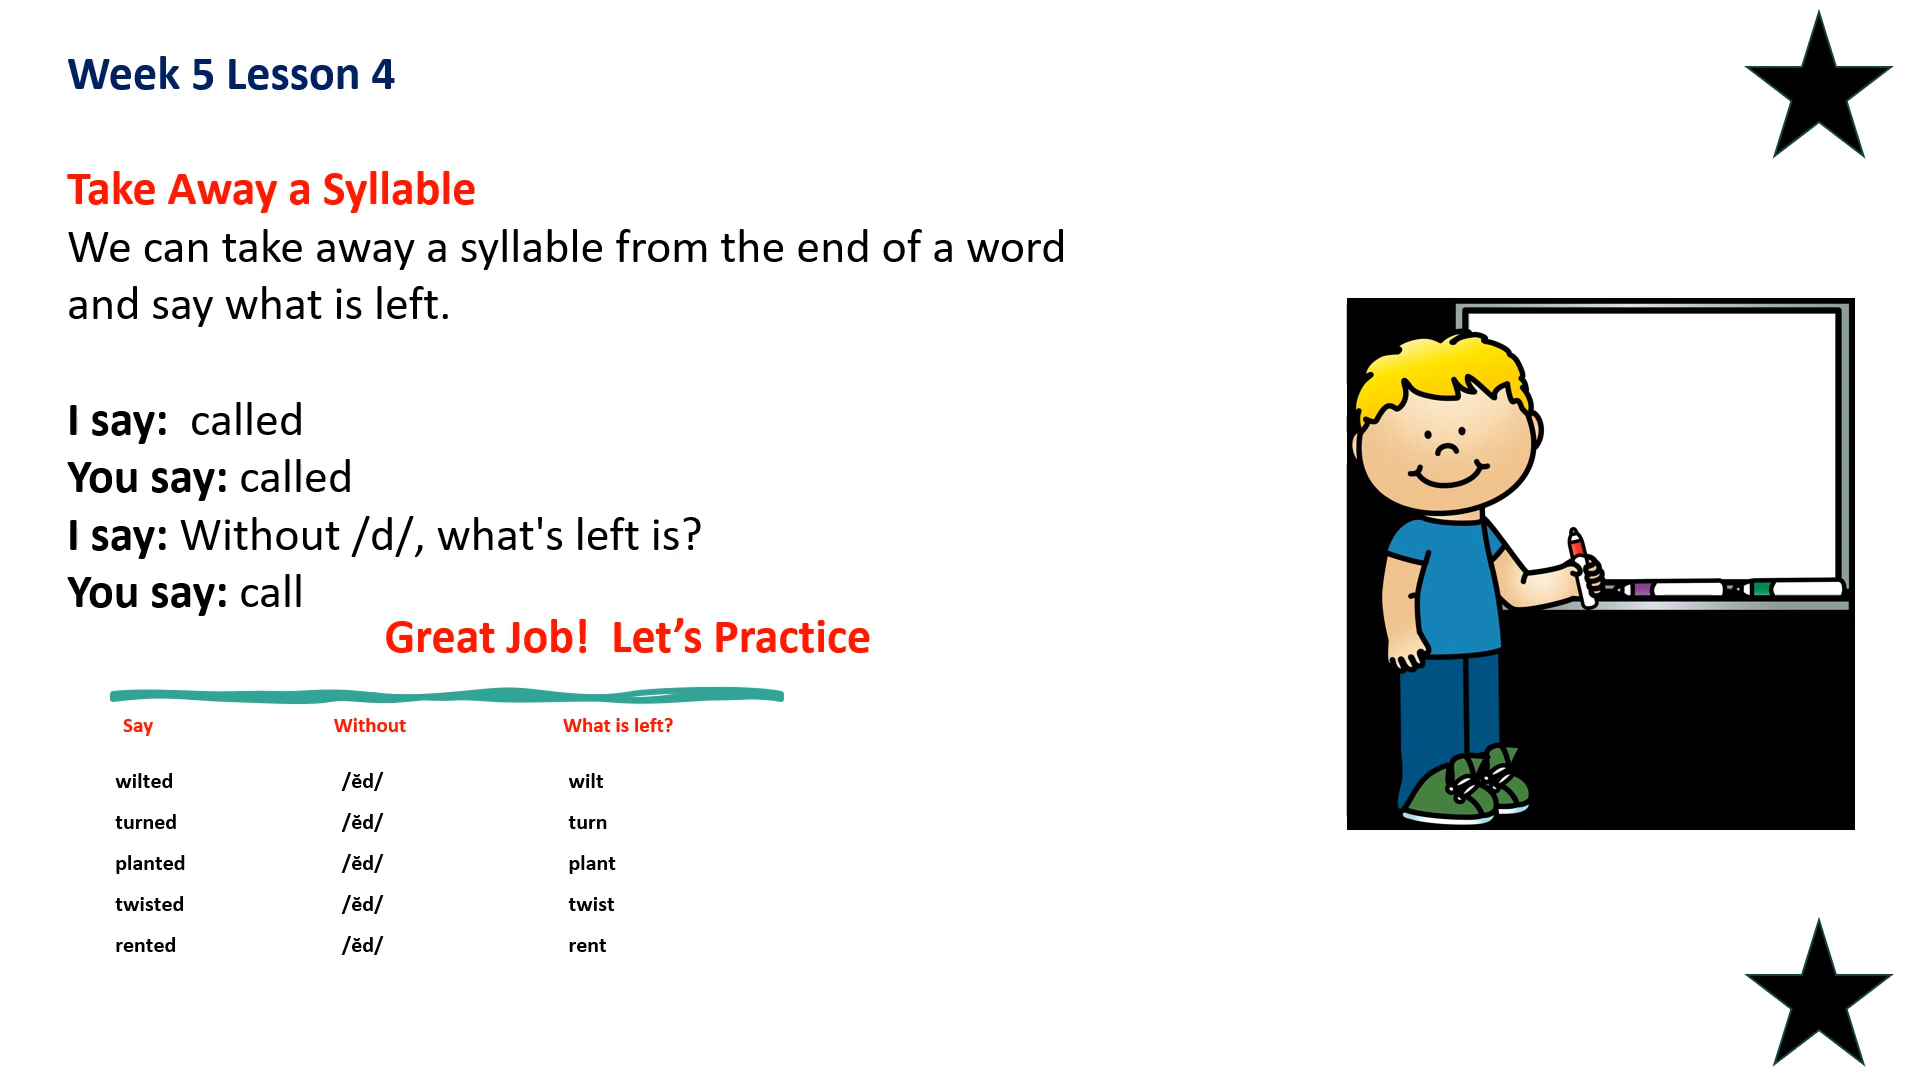 Week 5 Lesson 4
Take Away a Syllable
We can take away a syllable from the end of a word
and say what is left.
I say:  called
You say: called
I say: Without /d/, what's left is?
You say: call
Great Job!  Let’s Practice
Say Without What is left?
wilted /ĕd/ wilt
turned /ĕd/ turn
planted /ĕd/ plant
twisted /ĕd/ twist
rented /ĕd/ rent